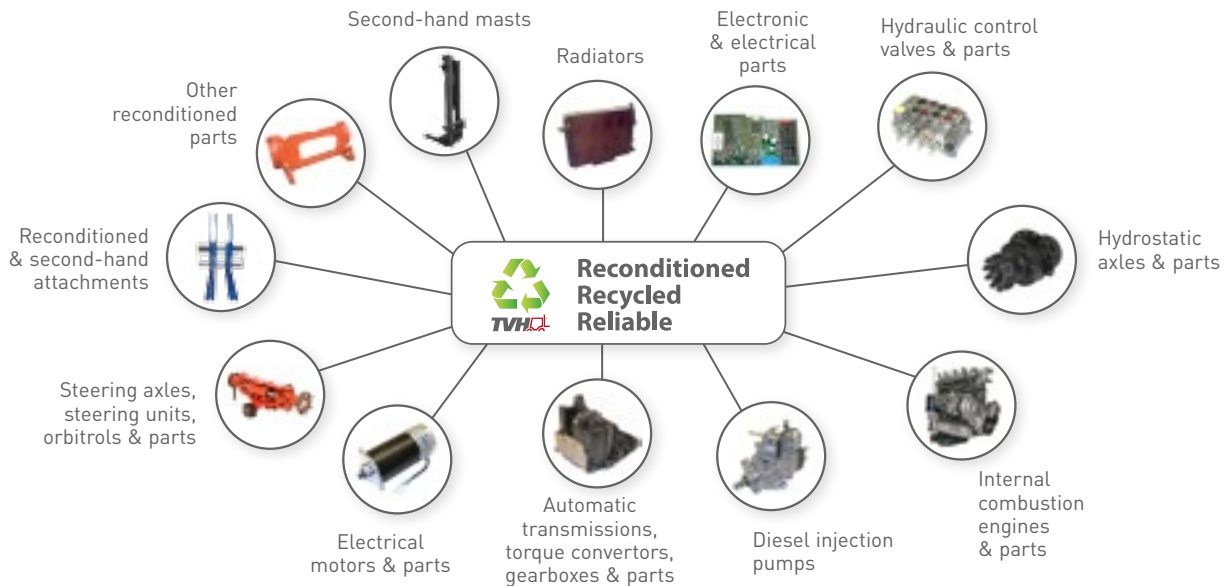 Second-hand masts
Radiators
Electronic
& electrical
parts
Hydraulic control
valves & parts
Other
reconditioned
parts
Reconditioned
& second-hand
attachments
Hydrostatic
axles & parts
Reconditioned
Recycled
Reliable
TVH
Steering axles,
steering units,
orbitrols & parts
Electrical
motors & parts
Automatic
transmissions,
torque convertors,
gearboxes & parts
Diesel injection
pumps
Internal
combustion
engines
& parts